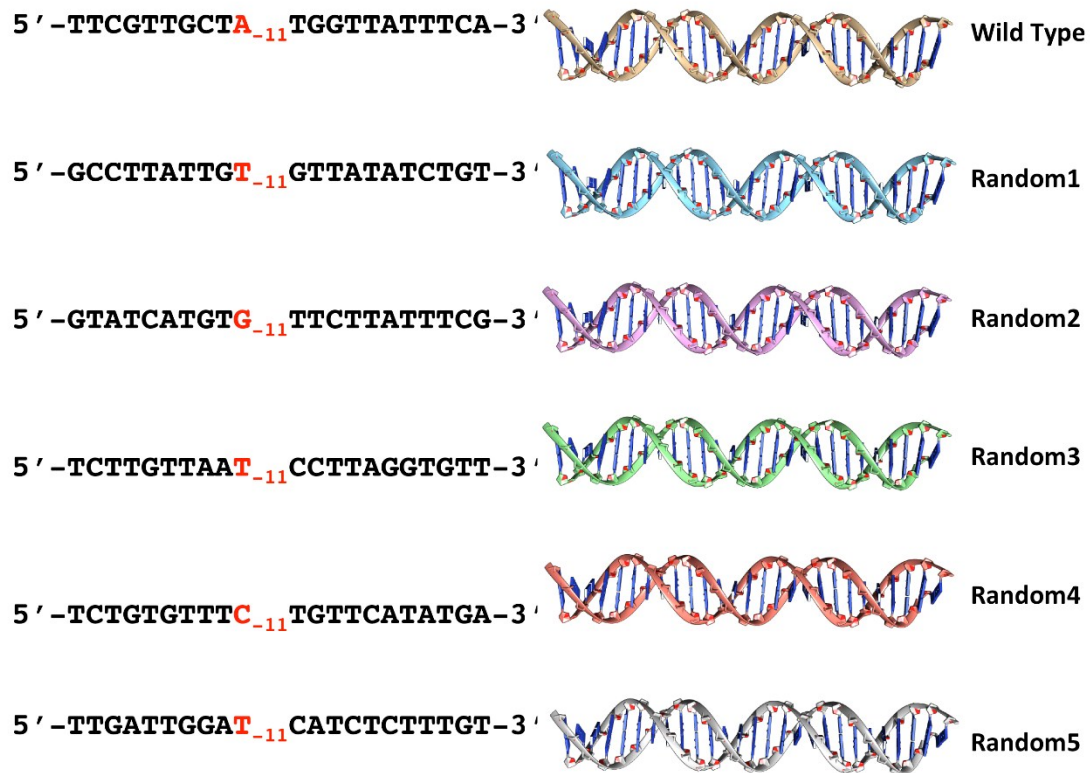 5′-TTCGTTGCTA-11TGGTTATTTCA-3′ Wild Type
5′-GCCTTATTGT-11GTTATATCTGT-3′ Random1
5′-GTATCATGTG-11TTCTTATTTCG-3′ Random2
5′-TCTTGTTAAT-11CCTTAGGTGTT-3′ Random3
5′-TCTGTGTTTC-11TGTTCATATGA-3′ Random4
5′-TTGATTGGAT-11CATCTCTTTGT-3′ Random5